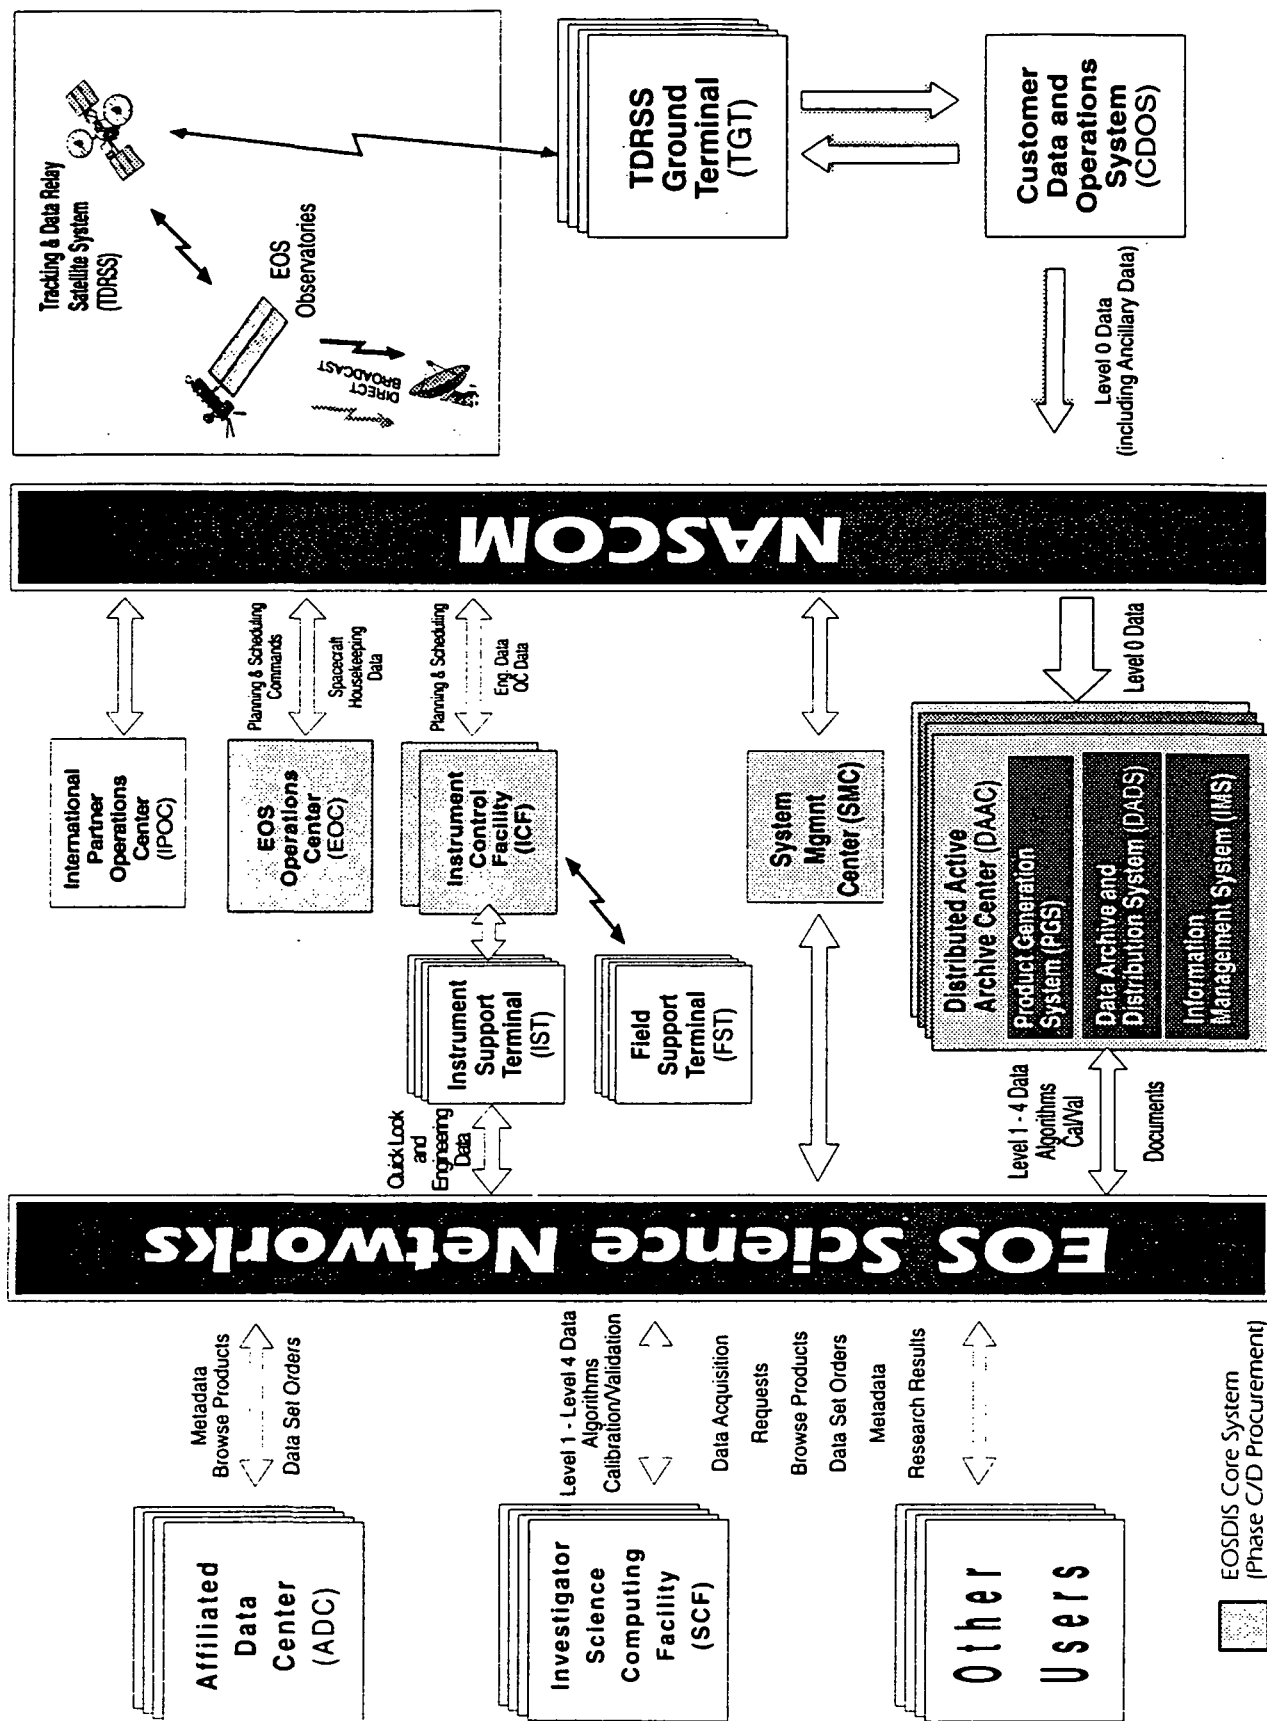 Tracking & Data Relay
Satellite System
(TDRSS)
EOS
Observatories
DIRECT
BROADCAST
TDRSS
Ground
Terminal
(TGT)
Customer
Data and
Operations
System
(CDOS)
Level 0 Data
(including Ancillary Data)
NASCOM
International
Partner
Operations
Center
(IPOC)
Planning & Scheduling
Commands
Spacecraft
Housekeeping
Data
EOS
Operations
Center
(EOC)
Planning & Scheduling
Eng. Data
QC Data
Instrument
Control
Facility
(ICF)
System
Mgmt
Center (SMC)
Level 0 Data
Distributed Active
Archive Center (DAAC)
Product Generation
System (PGS)
Data Archive and
Distribution System (DADS)
Information
Management System (IMS)
Instrument
Support
Terminal
(IST)
Field
Support
Terminal
(FST)
Quick Look
and
Engineering
Data
Level 1 - 4 Data
Algorithms
Cal/Val
Documents
EOS Science Networks
Metadata
Browse Products
Data Set Orders
Level 1 - Level 4 Data
Algorithms
Calibration/Validation
Data Acquisition
Requests
Browse Products
Data Set Orders
Metadata
Research Results
Affiliated
Data
Center
(ADC)
Investigator
Science
Computing
Facility
(SCF)
Other
Users
EOSDIS Core System
(Phase C/D Procurement)